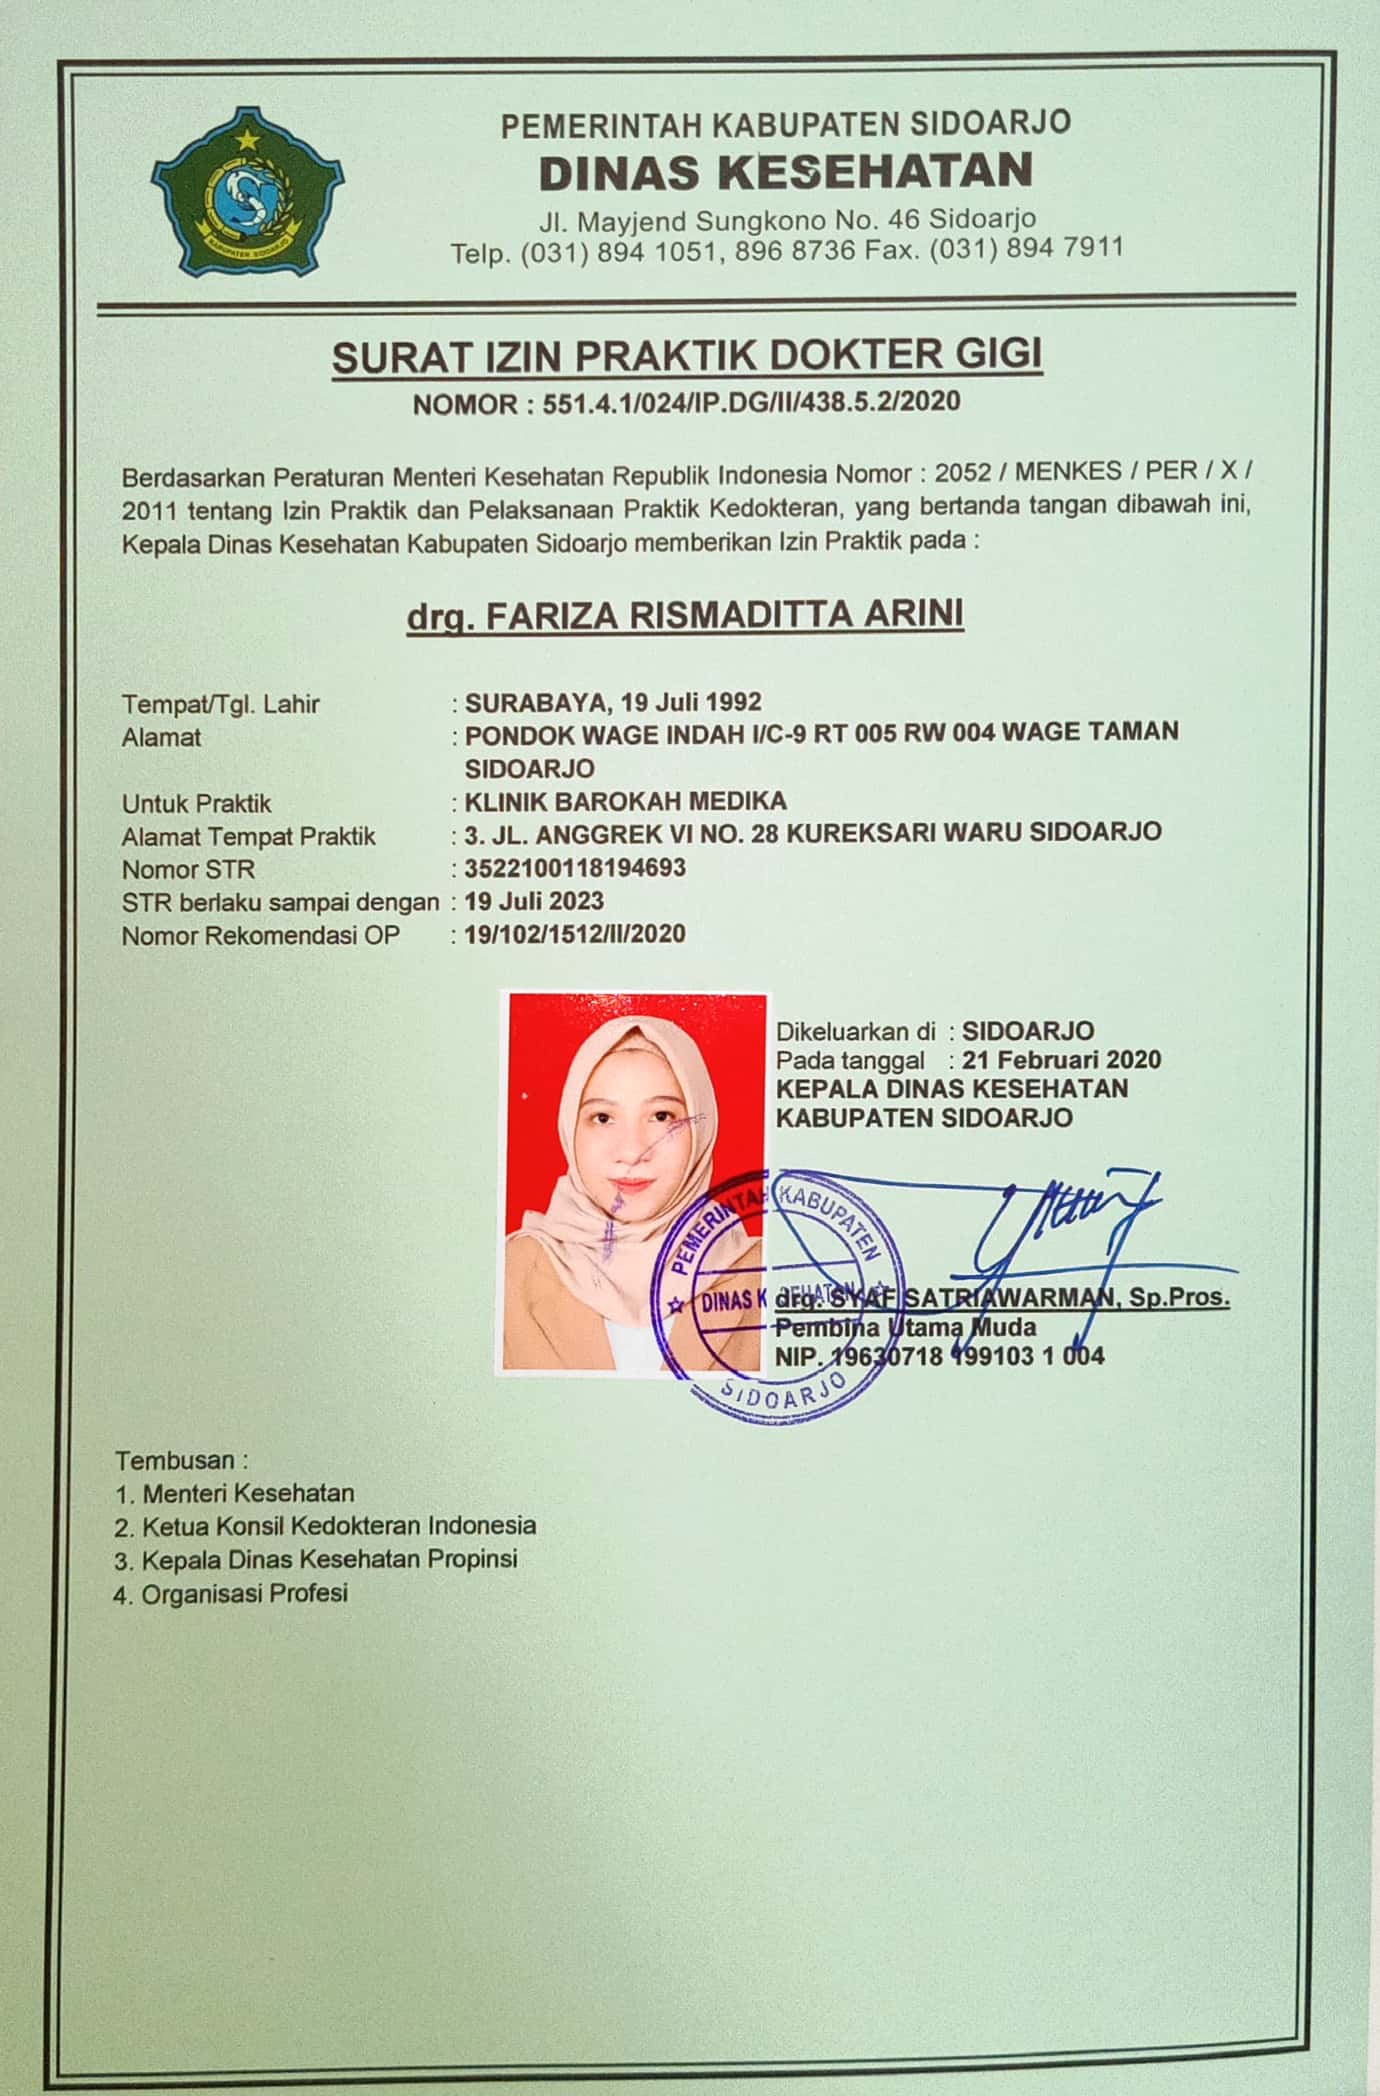 PEMERINTAH KABUPATEN SIDOARJO
DINAS KESEHATAN
Jl. Mayjend Sungkono No. 46 Sidoarjo
Telp. (031) 894 1051, 896 8736 Fax. (031) 894 7911
KABUPATEN SIDOARJO
SURAT IZIN PRAKTIK DOKTER GIGI
NOMOR : 551.4.1/024/IP.DG/II/438.5.2/2020
Berdasarkan Peraturan Menteri Kesehatan Republik Indonesia Nomor : 2052 / MENKES / PER / X /
2011 tentang Izin Praktik dan Pelaksanaan Praktik Kedokteran, yang bertanda tangan dibawah ini,
Kepala Dinas Kesehatan Kabupaten Sidoarjo memberikan Izin Praktik pada :
drg. FARIZA RISMADITTA ARINI
Tempat/Tgl. Lahir : SURABAYA, 19 Juli 1992
Alamat : PONDOK WAGE INDAH I/C-9 RT 005 RW 004 WAGE TAMAN
SIDOARJO
Untuk Praktik : KLINIK BAROKAH MEDIKA
Alamat Tempat Praktik : 3. JL. ANGGREK VI NO. 28 KUREKSARI WARU SIDOARJO
Nomor STR : 3522100118194693
STR berlaku sampai dengan : 19 Juli 2023
Nomor Rekomendasi OP : 19/102/1512/II/2020
Dikeluarkan di : SIDOARJO
Pada tanggal : 21 Februari 2020
KEPALA DINAS KESEHATAN
KABUPATEN SIDOARJO
PEMERINTAH KABUPATEN
DINAS K SEHATAN
SIDOARJO
drg. SYAF SATRIAWARMAN, Sp.Pros.
Pembina Utama Muda
NIP. 19630718 199103 1 004
Tembusan :
1. Menteri Kesehatan
2. Ketua Konsil Kedokteran Indonesia
3. Kepala Dinas Kesehatan Propinsi
4. Organisasi Profesi